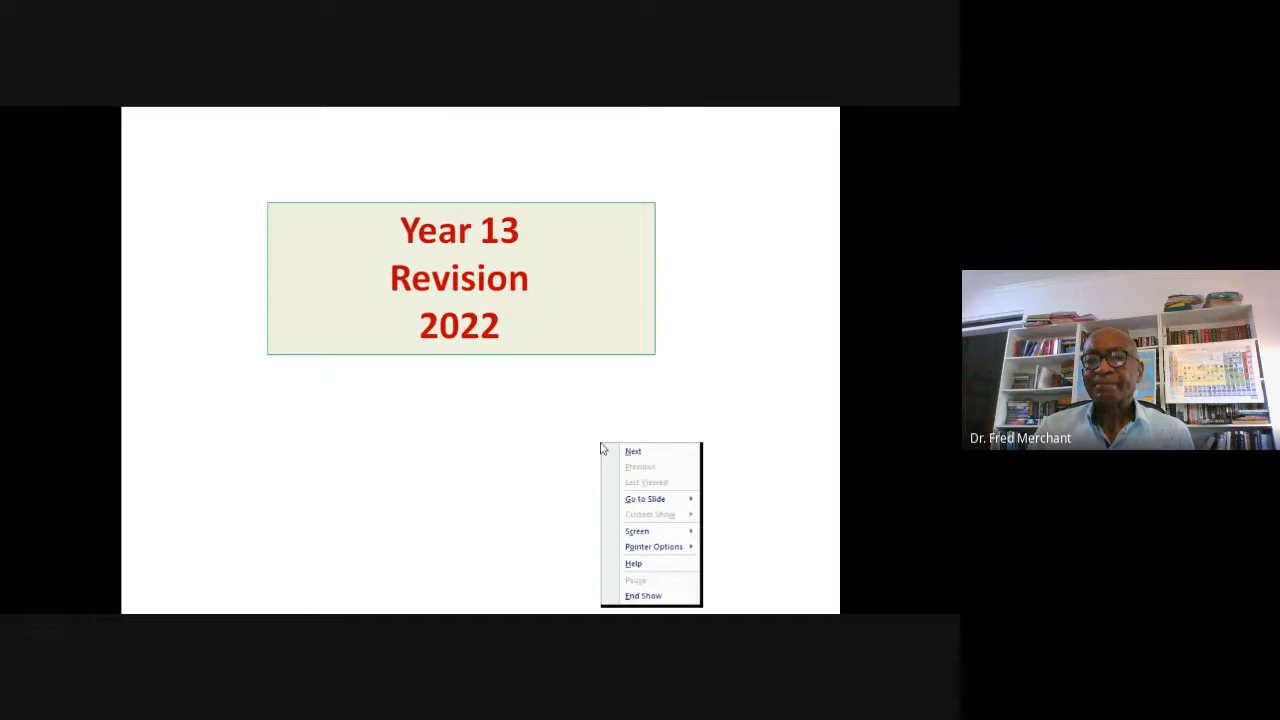 Year 13
Revision
2022
Next
Previous
Last Viewed
Go to Slide
Custom Show
Screen
Pointer Options
Help
Pause
End Show
Dr. Fred Merchant